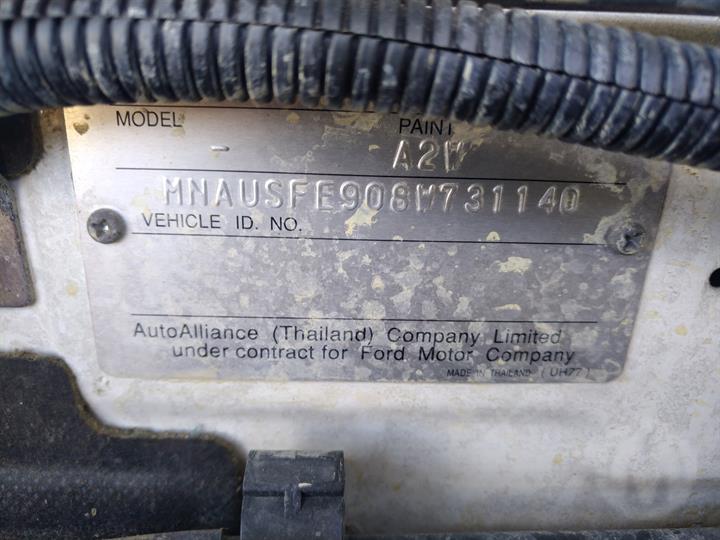 MODEL PAINT
- A2W
MNAUSFE908W731140
VEHICLE ID. NO.
AutoAlliance (Thailand) Company Limited
under contract for Ford Motor Company
MADE IN THAILAND (UH77)